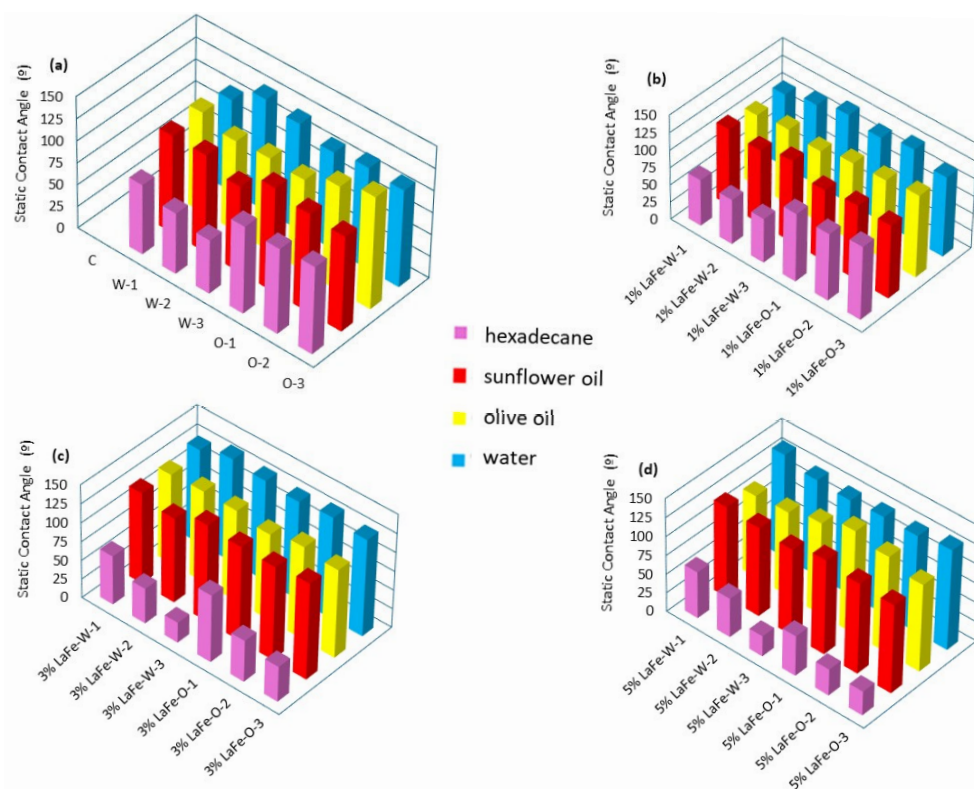 (a)
Static Contact Angle (º)
150
125
100
75
50
25
0
C
W-1
W-2
W-3
O-1
O-2
O-3
(b)
Static Contact Angle (º)
150
125
100
75
50
25
0
1% LaFe-W-1
1% LaFe-W-2
1% LaFe-W-3
1% LaFe-O-1
1% LaFe-O-2
1% LaFe-O-3
hexadecane
sunflower oil
olive oil
water
(c)
Static Contact Angle (º)
150
125
100
75
50
25
0
3% LaFe-W-1
3% LaFe-W-2
3% LaFe-W-3
3% LaFe-O-1
3% LaFe-O-2
3% LaFe-O-3
(d)
Static Contact Angle (º)
150
125
100
75
50
25
0
5% LaFe-W-1
5% LaFe-W-2
5% LaFe-W-3
5% LaFe-O-1
5% LaFe-O-2
5% LaFe-O-3